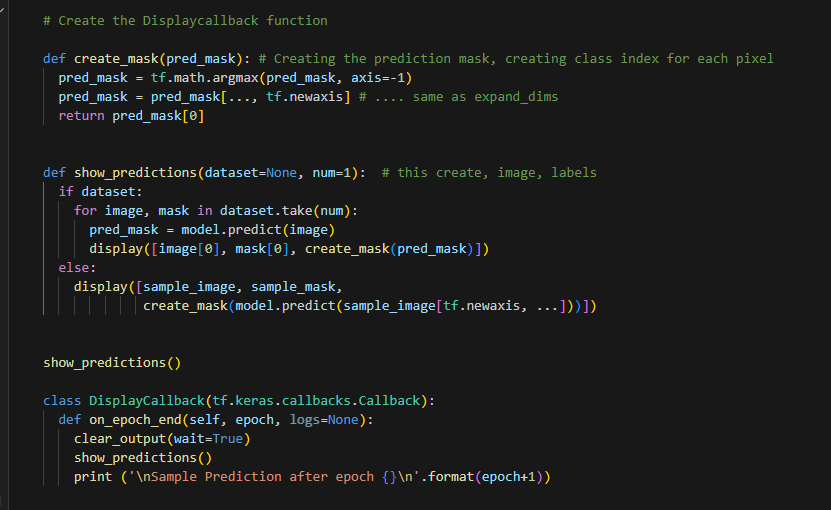 # Create the Displaycallback function
def create_mask(pred_mask): # Creating the prediction mask, creating class index for each pixel
pred_mask = tf.math.argmax(pred_mask, axis=-1)
pred_mask = pred_mask[..., tf.newaxis] # .... same as expand_dims
return pred_mask[0]
def show_predictions(dataset=None, num=1):  # this create, image, labels
if dataset:
for image, mask in dataset.take(num):
pred_mask = model.predict(image)
display([image[0], mask[0], create_mask(pred_mask)])
else:
display([sample_image, sample_mask,
create_mask(model.predict(sample_image[tf.newaxis, ...]))])
show_predictions()
class DisplayCallback(tf.keras.callbacks.Callback):
def on_epoch_end(self, epoch, logs=None):
clear_output(wait=True)
show_predictions()
print ('\nSample Prediction after epoch {}\n'.format(epoch+1))